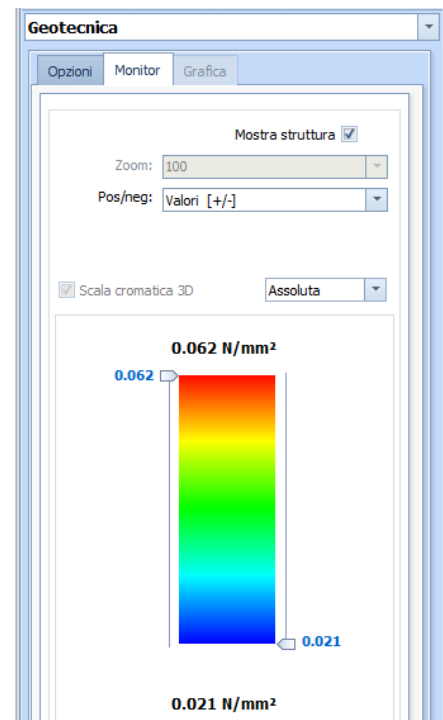 Geotecnica
Opzioni Monitor Grafica
Mostra struttura
Zoom: 100
Pos/neg: Valori [+/-]
Scala cromatica 3D Assoluta
0.062 N/mm²
0.062
0.021
0.021 N/mm²